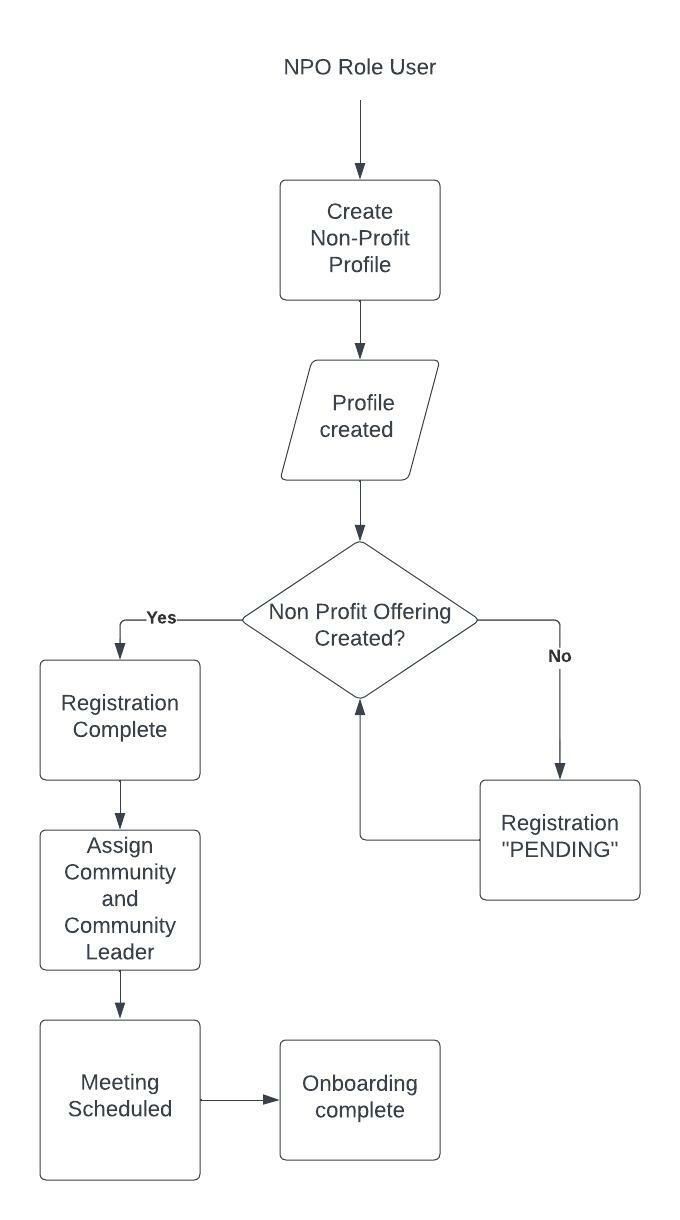 NPO Role User
Create
Non-Profit
Profile
Profile
created
Non Profit Offering
Created?
Yes
No
Registration
Complete
Registration
"PENDING"
Assign
Community
and
Community
Leader
Meeting
Scheduled
Onboarding
complete